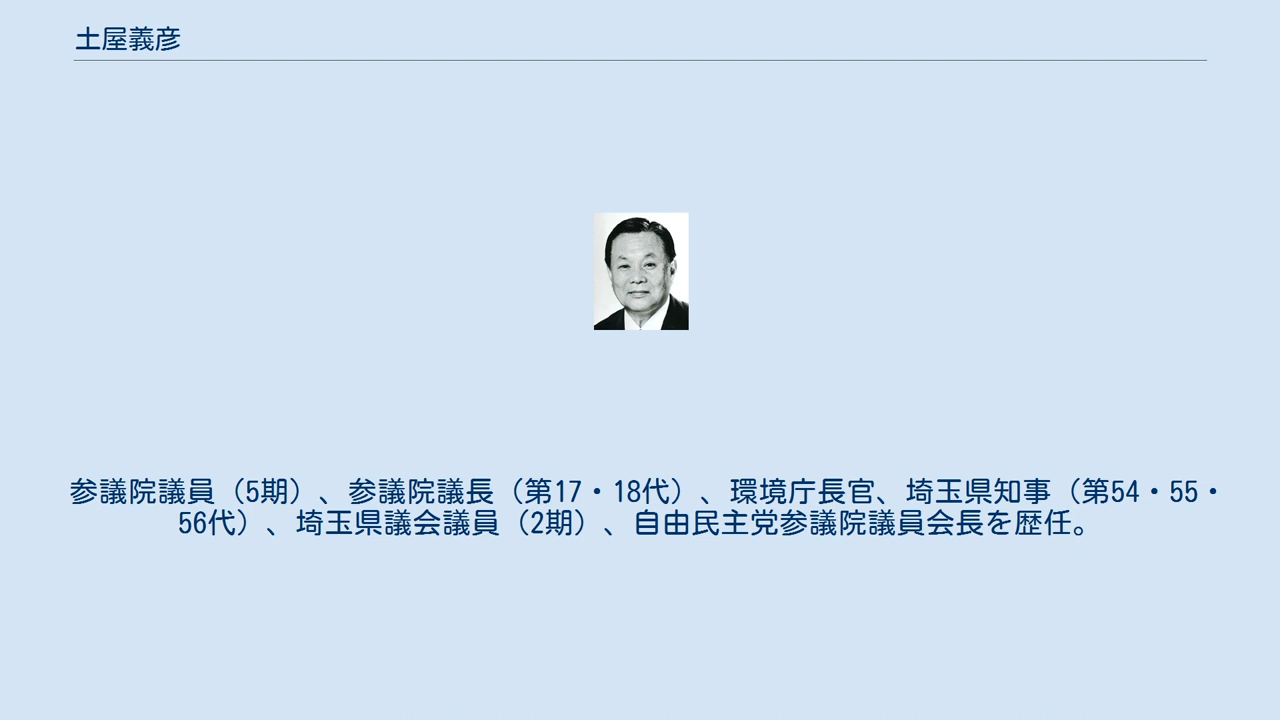 土屋義彦
参議院議員（5期）、参議院議長（第17・18代）、環境庁長官、埼玉県知事（第54・55・
56代）、埼玉県議会議員（2期）、自由民主党参議院議員会長を歴任。